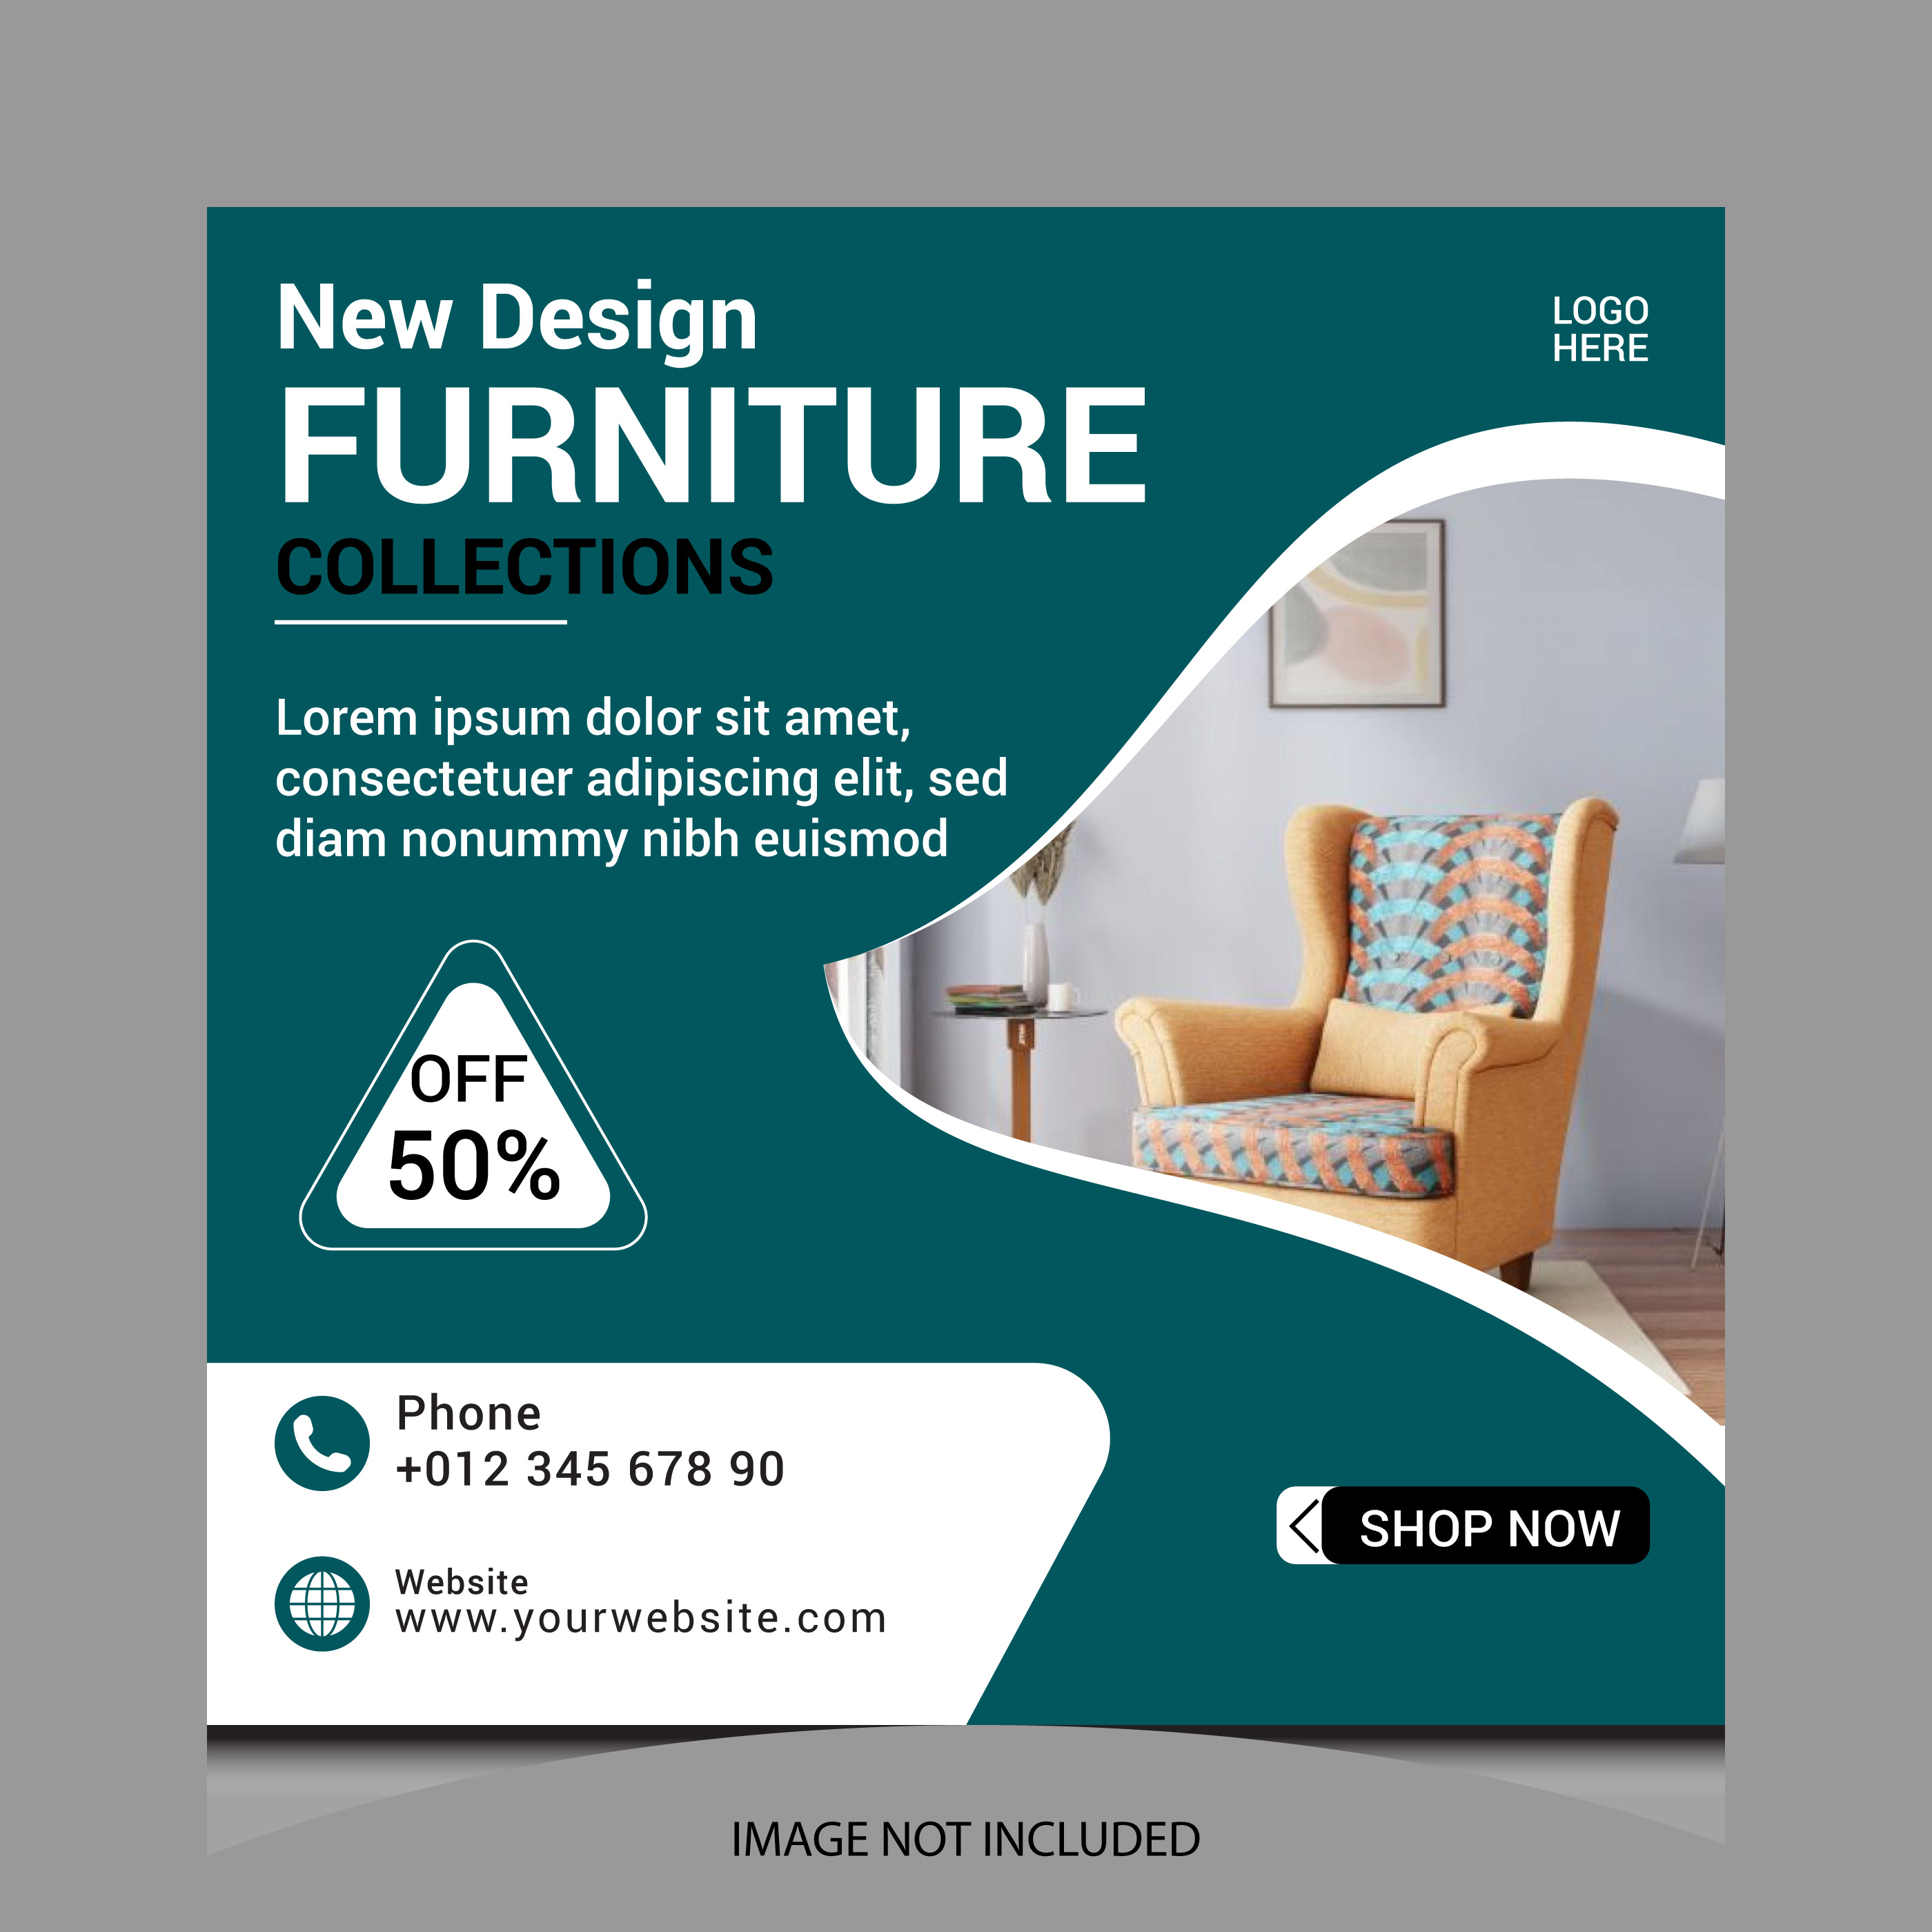 New Design
FURNITURE
COLLECTIONS
LOGO
HERE
Lorem ipsum dolor sit amet,
consectetuer adipiscing elit, sed
diam nonummy nibh euismod
OFF
50%
Phone
+012 345 678 90
Website
www.yourwebsite.com
SHOP NOW
IMAGE NOT INCLUDED